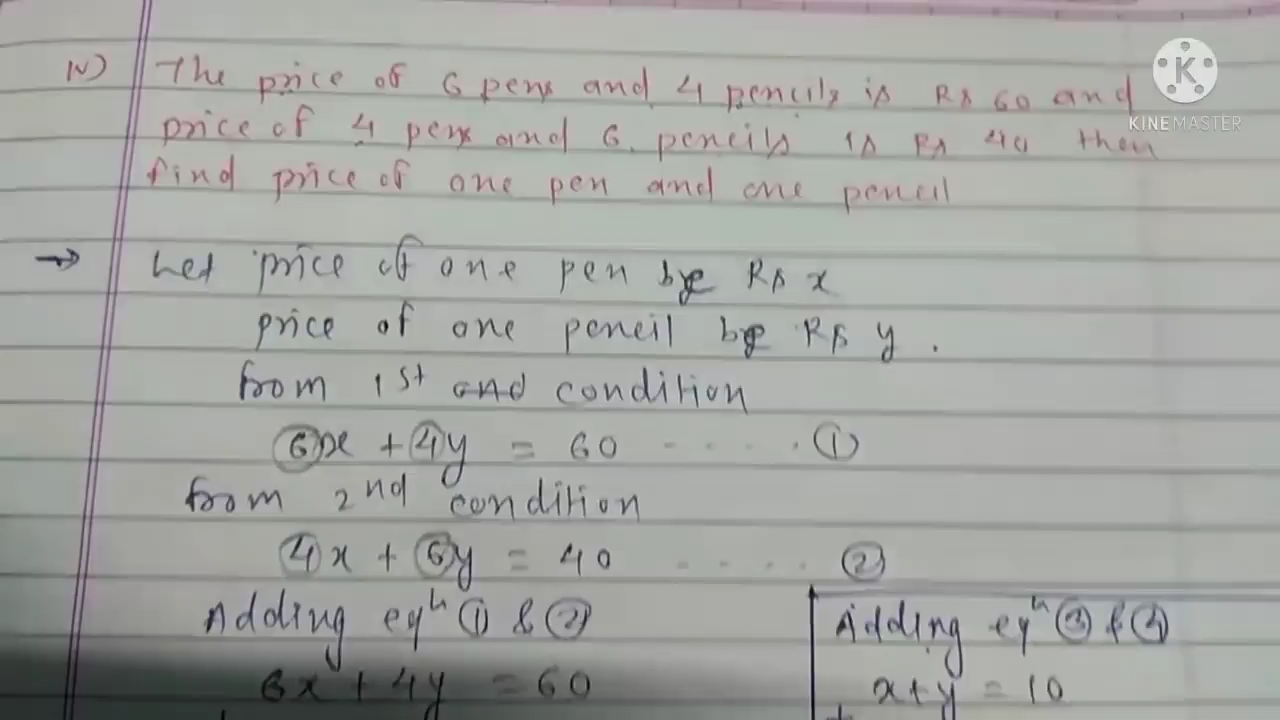 IV) The price of 6 pens and 4 pencils is Rs 60 and
price of 4 pens and 6 pencils is Rs 40 then
find price of one pen and one pencil
→ Let price of one pen be Rs x
price of one pencil be Rs y.
from 1st and condition
6x + 4y = 60 ..... ①
from 2nd condition
4x + 6y = 40 ..... ②
Adding eqn ① & ②
6x + 4y = 60
+
Adding eqn ③ & ④
x+y = 10
+
K
KINEMASTER